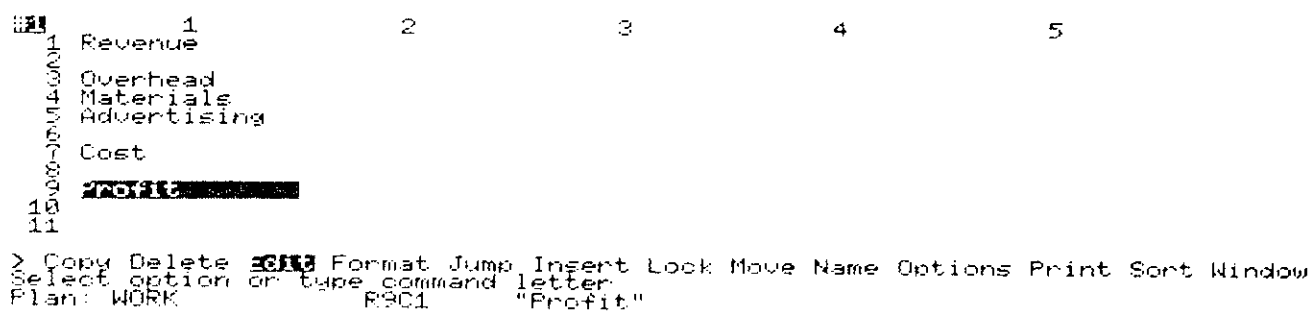 #1 1 2 3 4 5
1 Revenue
2
3 Overhead
4 Materials
5 Advertising
6
7 Cost
8
9 Profit
10
11
> Copy Delete Edit Format Jump Insert Lock Move Name Options Print Sort Window
Select option or type command letter
Plan: WORK R9C1 "Profit"